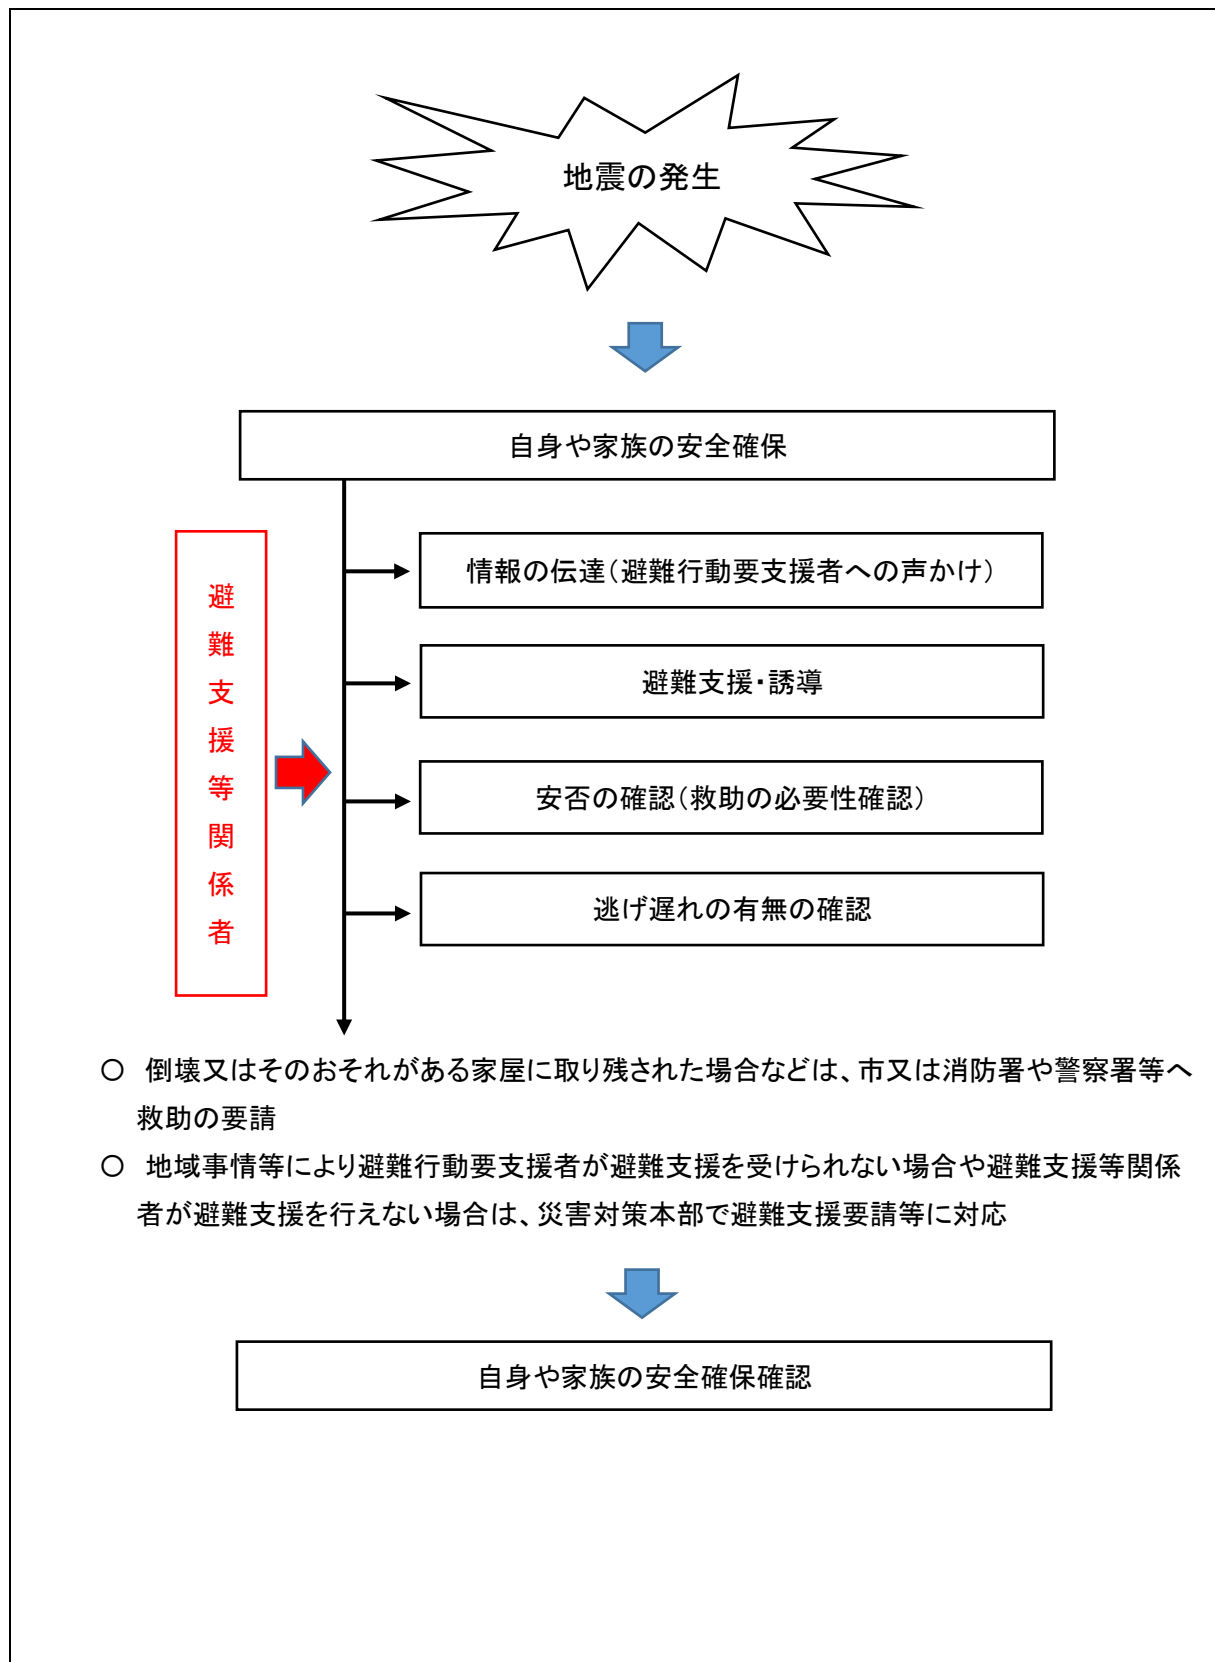 地震の発生
自身や家族の安全確保
避難支援等関係者
情報の伝達(避難行動要支援者への声かけ)
避難支援・誘導
安否の確認(救助の必要性確認)
逃げ遅れの有無の確認
○ 倒壊又はそのおそれがある家屋に取り残された場合などは、市又は消防署や警察署等へ
救助の要請
○ 地域事情等により避難行動要支援者が避難支援を受けられない場合や避難支援等関係
者が避難支援を行えない場合は、災害対策本部で避難支援要請等に対応
自身や家族の安全確保確認